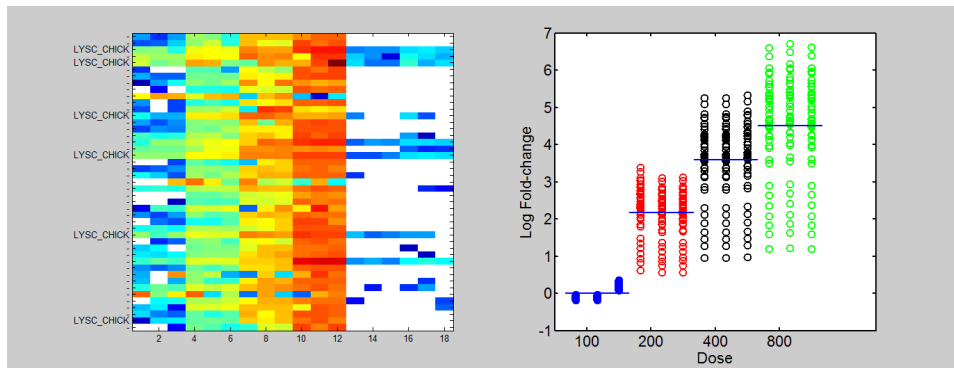 LYSC_CHICK
LYSC_CHICK
LYSC_CHICK
LYSC_CHICK
LYSC_CHICK
LYSC_CHICK
2 4 6 8 10 12 14 16 18
Log Fold-change
7
6
5
4
3
2
1
0
-1
100 200 400 800
Dose